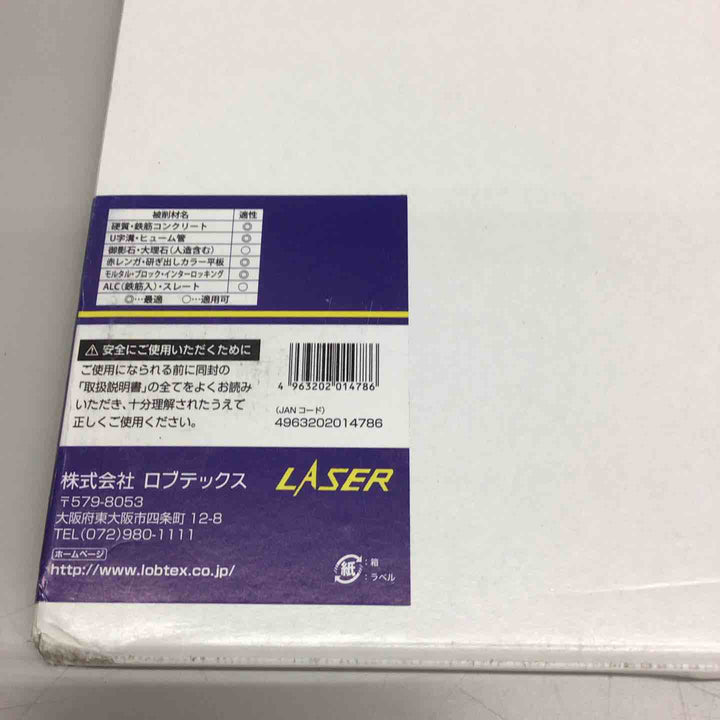 被削材名 適性
硬質・鉄筋コンクリート ◎
U字溝・ヒューム管 ◎
御影石・大理石(人造含む) ○
赤レンガ・研ぎ出しカラー平板 ◎
モルタル・ブロック・インターロッキング ◎
ALC(鉄筋入)・スレート ○
◎…最適 ○…適用可
⚠ 安全にご使用いただくために
ご使用になられる前に同封の
「取扱説明書」の全てをよくお読み
いただき、十分理解されたうえで
正しくご使用ください。
4 963202 014786
(JANコード)
4963202014786
株式会社 ロブテックス
LASER
〒579-8053
大阪府東大阪市四条町 12-8
TEL(072)980-1111
ホームページ
http://www.lobtex.co.jp/
紙
:箱
:ラベル